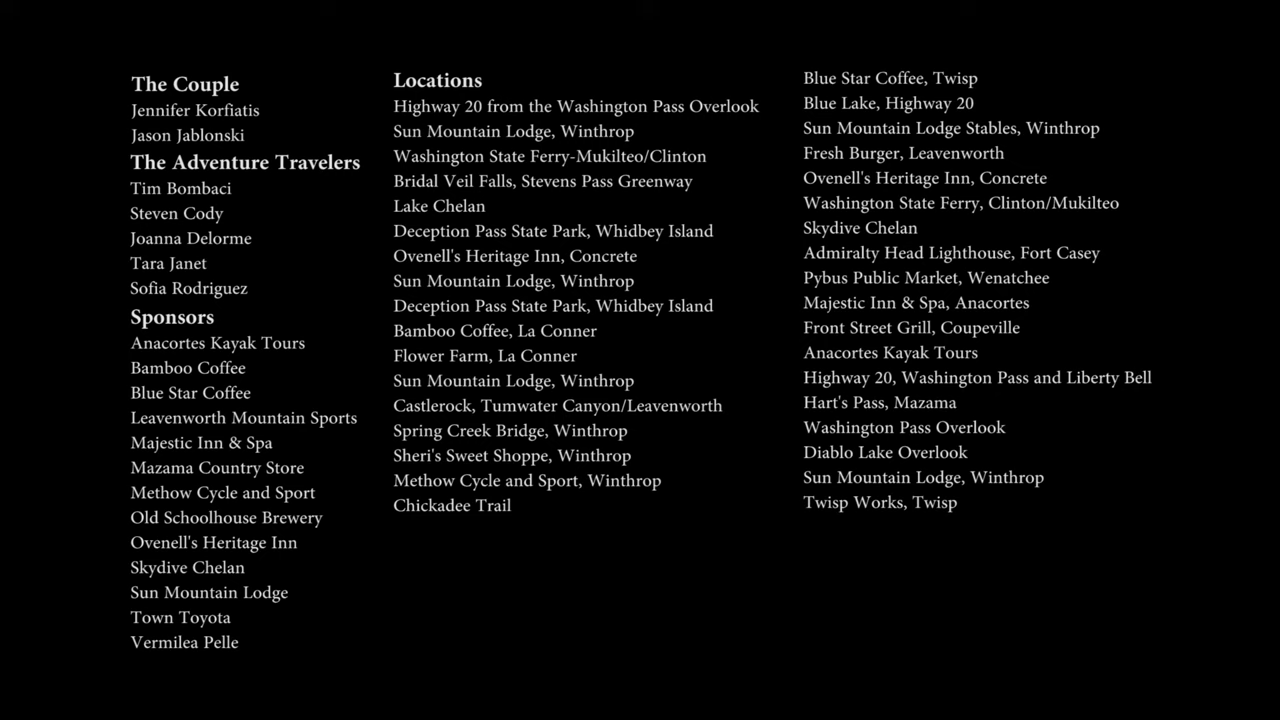 The Couple
Jennifer Korfiatis
Jason Jablonski
The Adventure Travelers
Tim Bombaci
Steven Cody
Joanna Delorme
Tara Janet
Sofia Rodriguez
Sponsors
Anacortes Kayak Tours
Bamboo Coffee
Blue Star Coffee
Leavenworth Mountain Sports
Majestic Inn & Spa
Mazama Country Store
Methow Cycle and Sport
Old Schoolhouse Brewery
Ovenell's Heritage Inn
Skydive Chelan
Sun Mountain Lodge
Town Toyota
Vermilea Pelle
Locations
Highway 20 from the Washington Pass Overlook
Sun Mountain Lodge, Winthrop
Washington State Ferry-Mukilteo/Clinton
Bridal Veil Falls, Stevens Pass Greenway
Lake Chelan
Deception Pass State Park, Whidbey Island
Ovenell's Heritage Inn, Concrete
Sun Mountain Lodge, Winthrop
Deception Pass State Park, Whidbey Island
Bamboo Coffee, La Conner
Flower Farm, La Conner
Sun Mountain Lodge, Winthrop
Castlerock, Tumwater Canyon/Leavenworth
Spring Creek Bridge, Winthrop
Sheri's Sweet Shoppe, Winthrop
Methow Cycle and Sport, Winthrop
Chickadee Trail
Blue Star Coffee, Twisp
Blue Lake, Highway 20
Sun Mountain Lodge Stables, Winthrop
Fresh Burger, Leavenworth
Ovenell's Heritage Inn, Concrete
Washington State Ferry, Clinton/Mukilteo
Skydive Chelan
Admiralty Head Lighthouse, Fort Casey
Pybus Public Market, Wenatchee
Majestic Inn & Spa, Anacortes
Front Street Grill, Coupeville
Anacortes Kayak Tours
Highway 20, Washington Pass and Liberty Bell
Hart's Pass, Mazama
Washington Pass Overlook
Diablo Lake Overlook
Sun Mountain Lodge, Winthrop
Twisp Works, Twisp